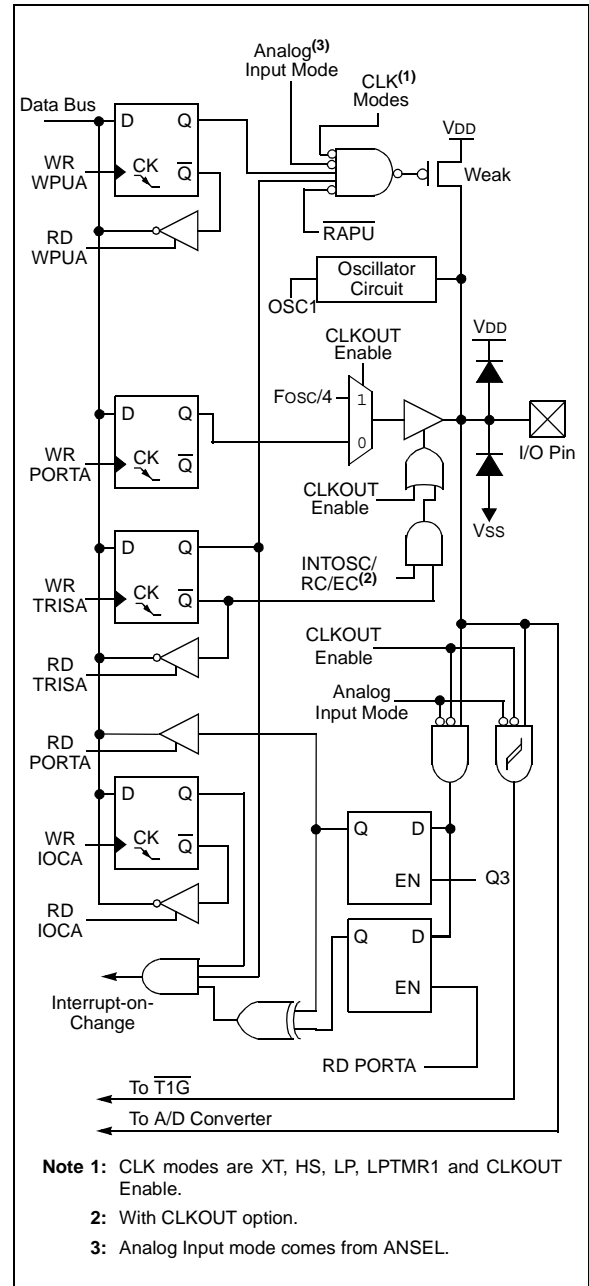 Analog(3)
Input Mode
CLK(1)
Modes
Data Bus
D
Q
VDD
WR
WPUA
CK
Q
Weak
RD
WPUA
RAPU
Oscillator
Circuit
OSC1
CLKOUT
Enable
VDD
FOSC/4
1
D
Q
0
I/O Pin
WR
PORTA
CK
Q
CLKOUT
Enable
VSS
D
Q
INTOSC/
RC/EC(2)
WR
TRISA
CK
Q
CLKOUT
Enable
RD
TRISA
Analog
Input Mode
RD
PORTA
D
Q
Q
D
WR
IOCA
CK
Q
EN
Q3
RD
IOCA
Q
D
EN
Interrupt-on-
Change
RD PORTA
To T1G
To A/D Converter
Note 1: CLK modes are XT, HS, LP, LPTMR1 and CLKOUT
Enable.
2: With CLKOUT option.
3: Analog Input mode comes from ANSEL.